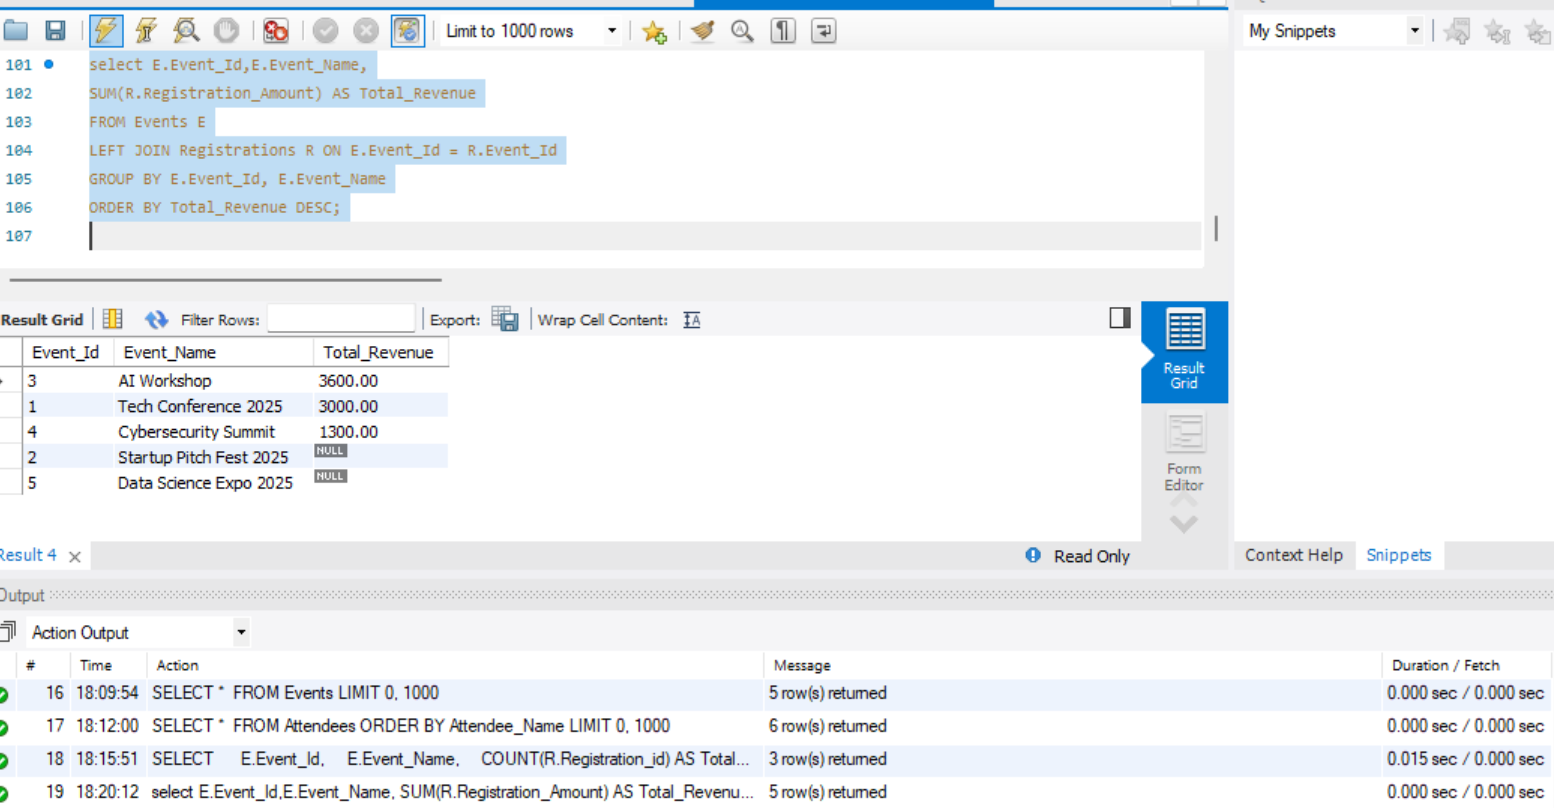 Limit to 1000 rows
My Snippets
101 select E.Event_Id,E.Event_Name,
102 SUM(R.Registration_Amount) AS Total_Revenue
103 FROM Events E
104 LEFT JOIN Registrations R ON E.Event_Id = R.Event_Id
105 GROUP BY E.Event_Id, E.Event_Name
106 ORDER BY Total_Revenue DESC;
107
Result Grid Filter Rows: Export: Wrap Cell Content:
Event_Id Event_Name Total_Revenue
3 AI Workshop 3600.00
1 Tech Conference 2025 3000.00
4 Cybersecurity Summit 1300.00
2 Startup Pitch Fest 2025 NULL
5 Data Science Expo 2025 NULL
Result
Grid
Form
Editor
Result 4 Read Only
Context Help Snippets
Output
Action Output
# Time Action Message Duration / Fetch
16 18:09:54 SELECT * FROM Events LIMIT 0, 1000 5 row(s) returned 0.000 sec / 0.000 sec
17 18:12:00 SELECT * FROM Attendees ORDER BY Attendee_Name LIMIT 0, 1000 6 row(s) returned 0.000 sec / 0.000 sec
18 18:15:51 SELECT E.Event_Id, E.Event_Name, COUNT(R.Registration_id) AS Total... 3 row(s) returned 0.015 sec / 0.000 sec
19 18:20:12 select E.Event_Id,E.Event_Name, SUM(R.Registration_Amount) AS Total_Revenu... 5 row(s) returned 0.000 sec / 0.000 sec